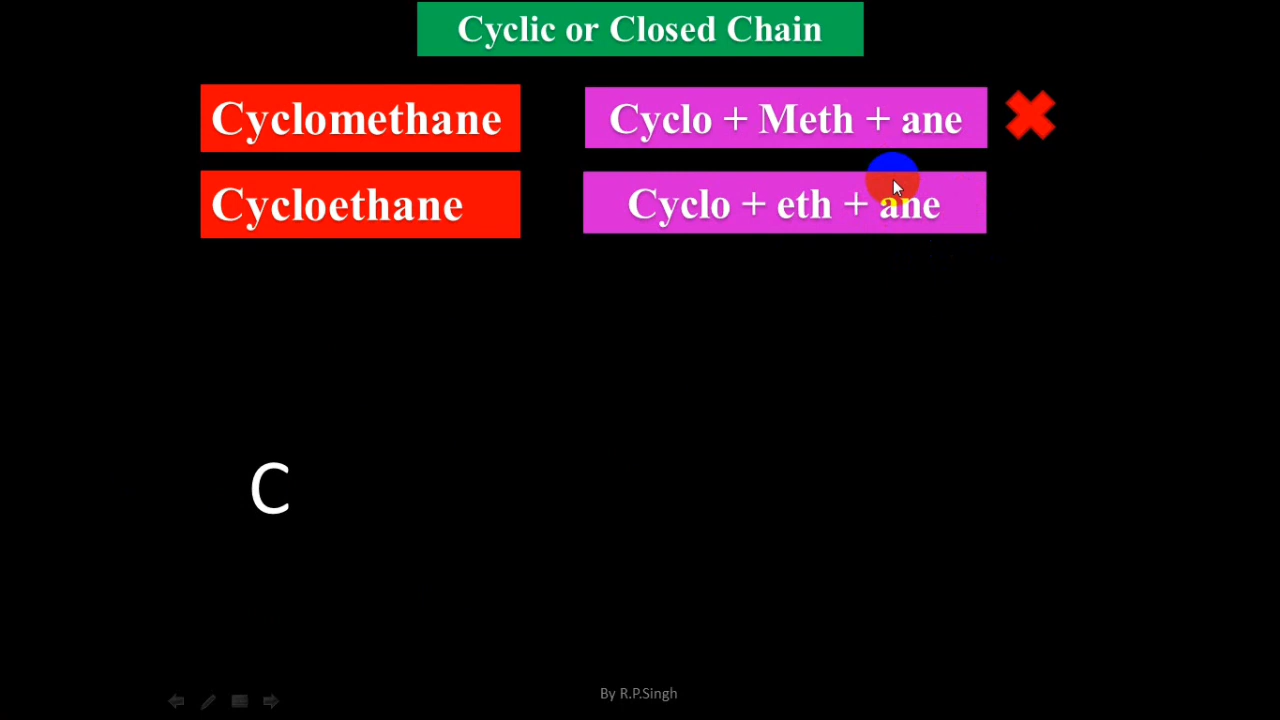 Cyclic or Closed Chain
Cyclomethane
Cyclo + Meth + ane
Cycloethane
Cyclo + eth + ane
C
By R.P.Singh